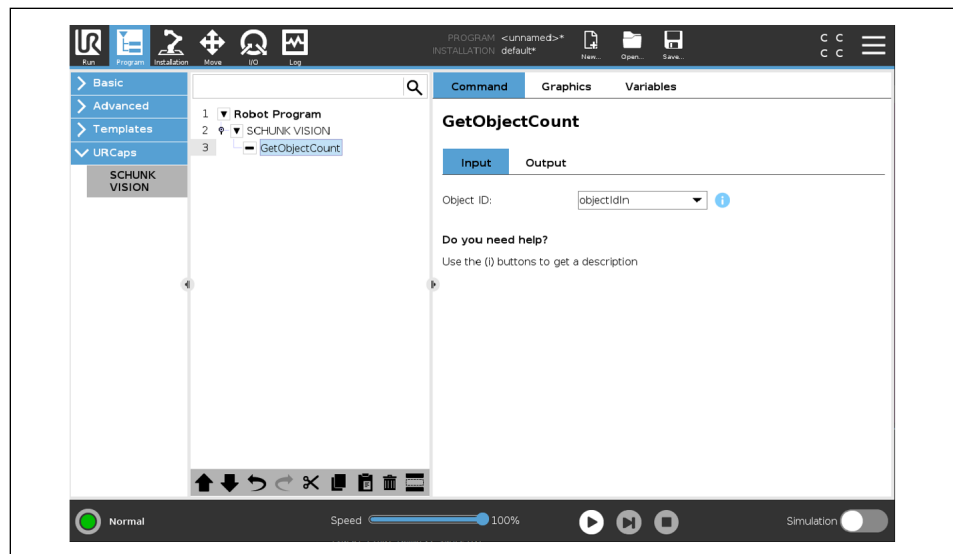 UR
PROGRAM <unnamed>*
INSTALLATION default*
C C
C C
Run Program Installation Move I/O Log New... Open... Save...
Basic
Advanced
Templates
URCaps
SCHUNK
VISION
1 Robot Program
2 SCHUNK VISION
3 GetObjectCount
Command Graphics Variables
GetObjectCount
Input Output
Object ID: objectIdIn i
Do you need help?
Use the (i) buttons to get a description
Normal Speed 100% Simulation